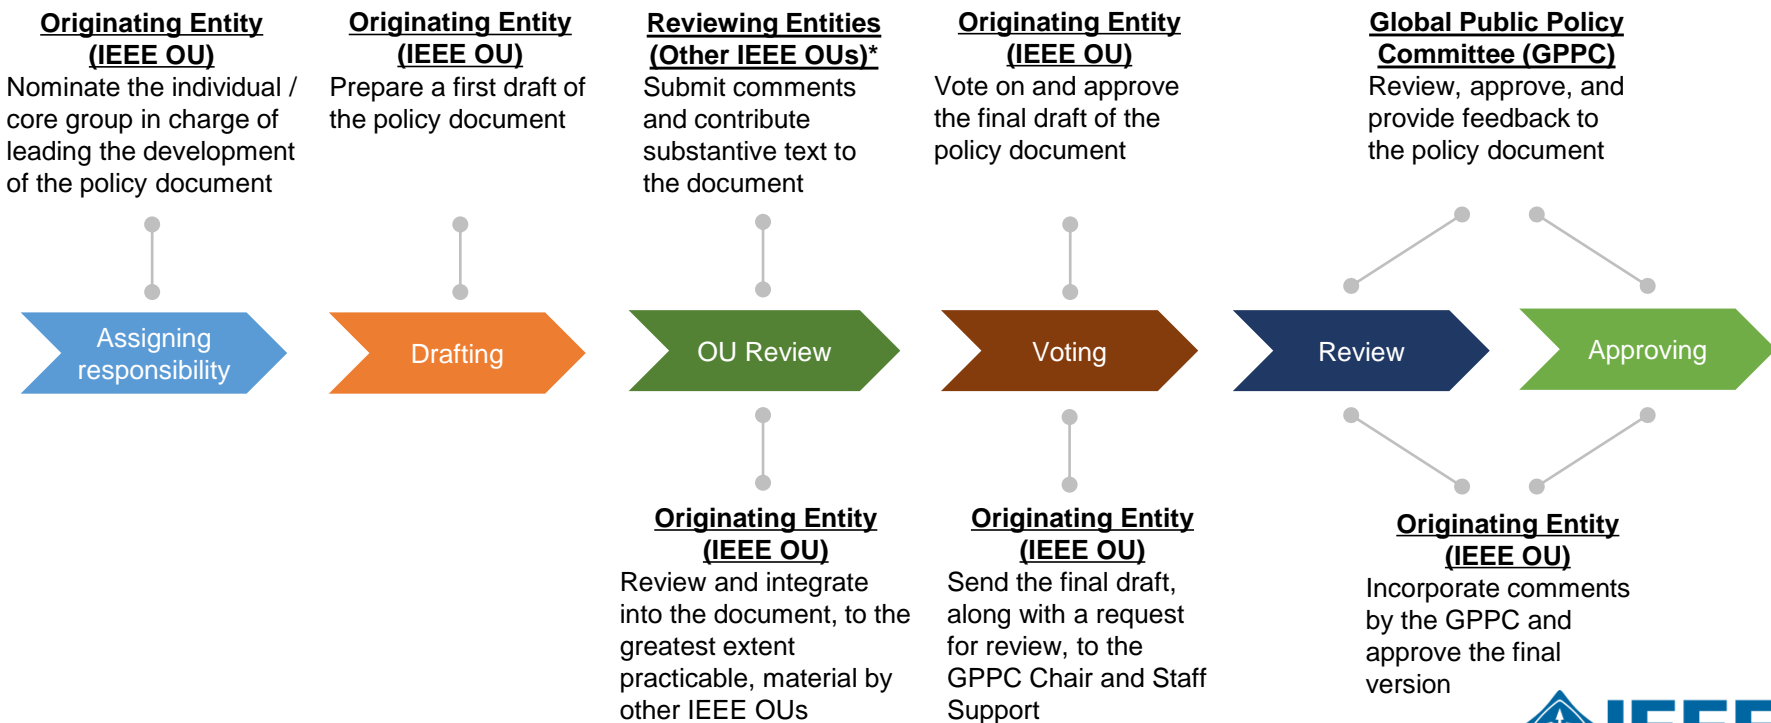 Originating Entity
(IEEE OU)
Nominate the individual /
core group in charge of
leading the development
of the policy document
Originating Entity
(IEEE OU)
Prepare a first draft of
the policy document
Reviewing Entities
(Other IEEE OUs)*
Submit comments
and contribute
substantive text to
the document
Originating Entity
(IEEE OU)
Vote on and approve
the final draft of the
policy document
Global Public Policy
Committee (GPPC)
Review, approve, and
provide feedback to
the policy document
Assigning
responsibility
Drafting
OU Review
Voting
Review
Approving
Originating Entity
(IEEE OU)
Review and integrate
into the document, to the
greatest extent
practicable, material by
other IEEE OUs
Originating Entity
(IEEE OU)
Send the final draft,
along with a request
for review, to the
GPPC Chair and Staff
Support
Originating Entity
(IEEE OU)
Incorporate comments
by the GPPC and
approve the final
version
IEEE